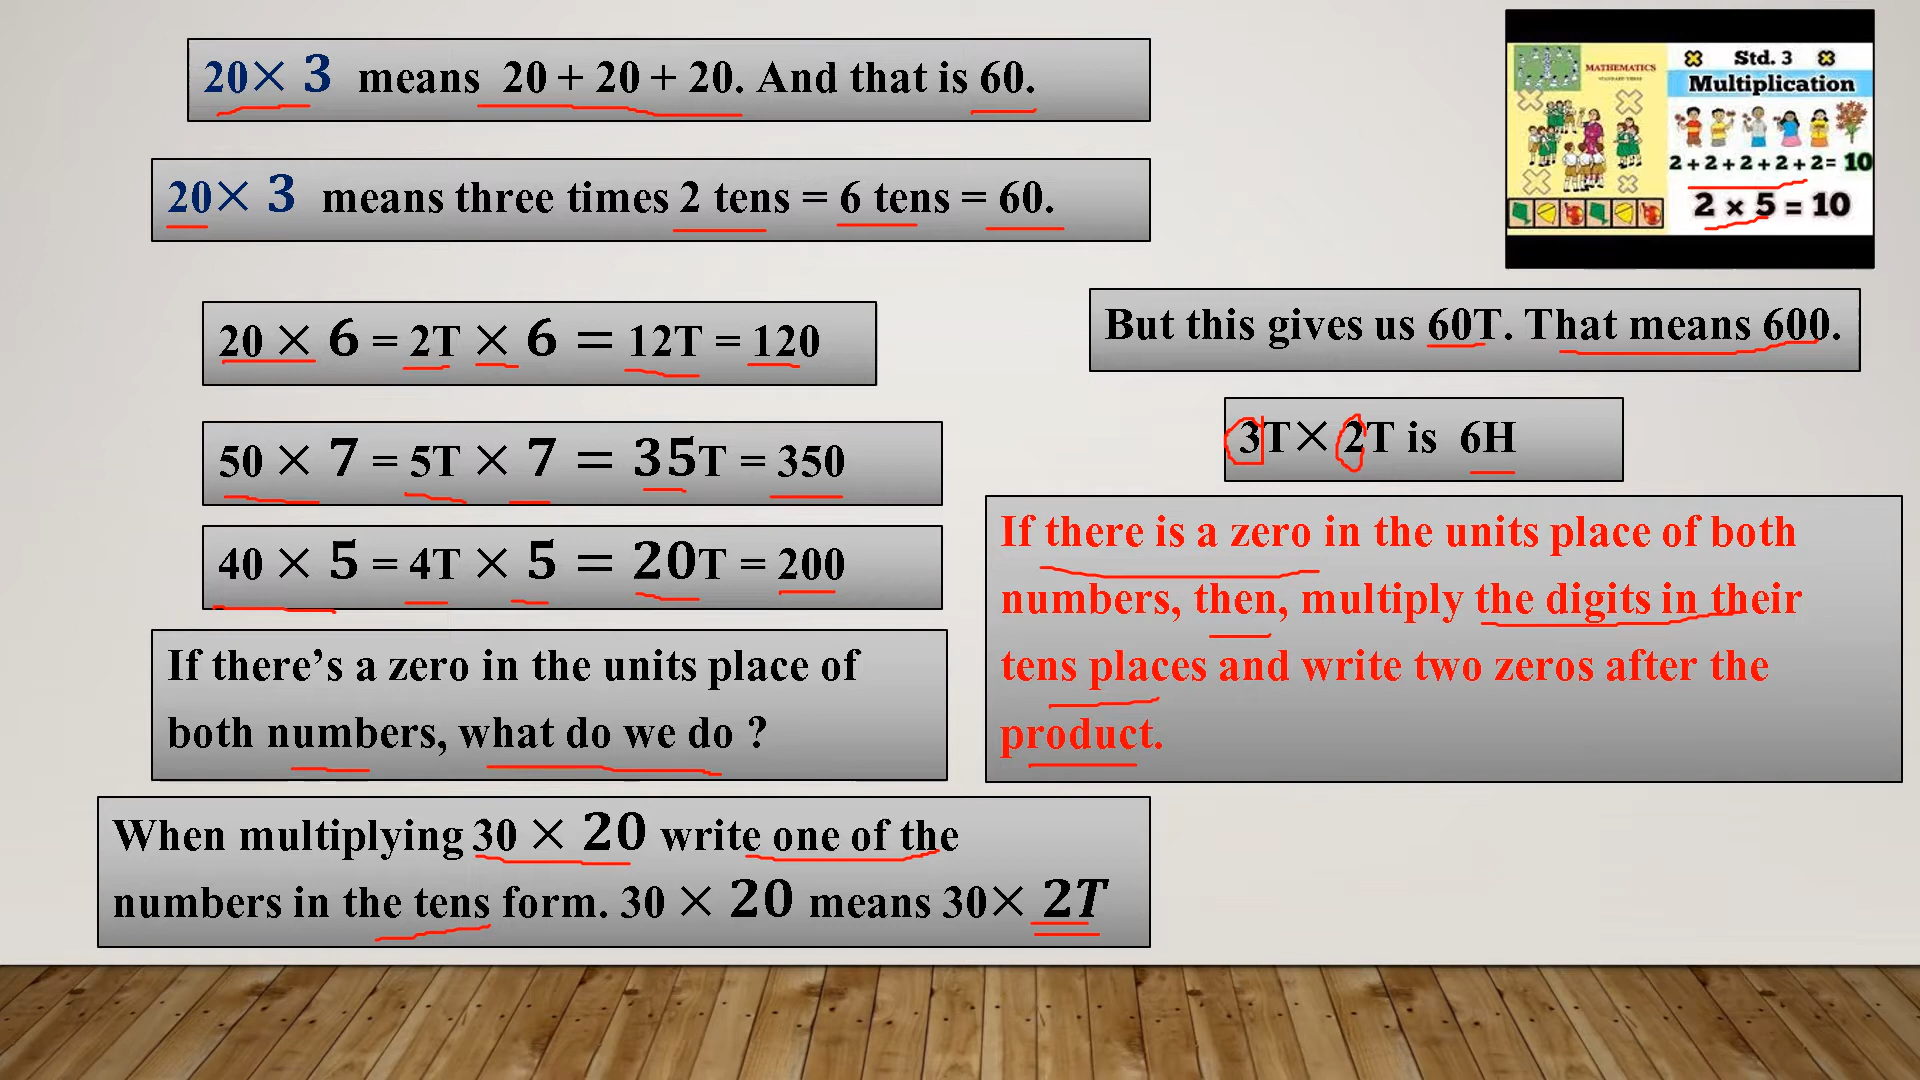 20× 3 means 20 + 20 + 20. And that is 60.
20× 3 means three times 2 tens = 6 tens = 60.
20 × 6 = 2T × 6 = 12T = 120
50 × 7 = 5T × 7 = 35T = 350
40 × 5 = 4T × 5 = 20T = 200
If there’s a zero in the units place of
both numbers, what do we do ?
When multiplying 30 × 20 write one of the
numbers in the tens form. 30 × 20 means 30× 2T
MATHEMATICS
STANDARD THREE
Std. 3
Multiplication
2 + 2 + 2 + 2 + 2 = 10
2 × 5 = 10
But this gives us 60T. That means 600.
3T× 2T is 6H
If there is a zero in the units place of both
numbers, then, multiply the digits in their
tens places and write two zeros after the
product.